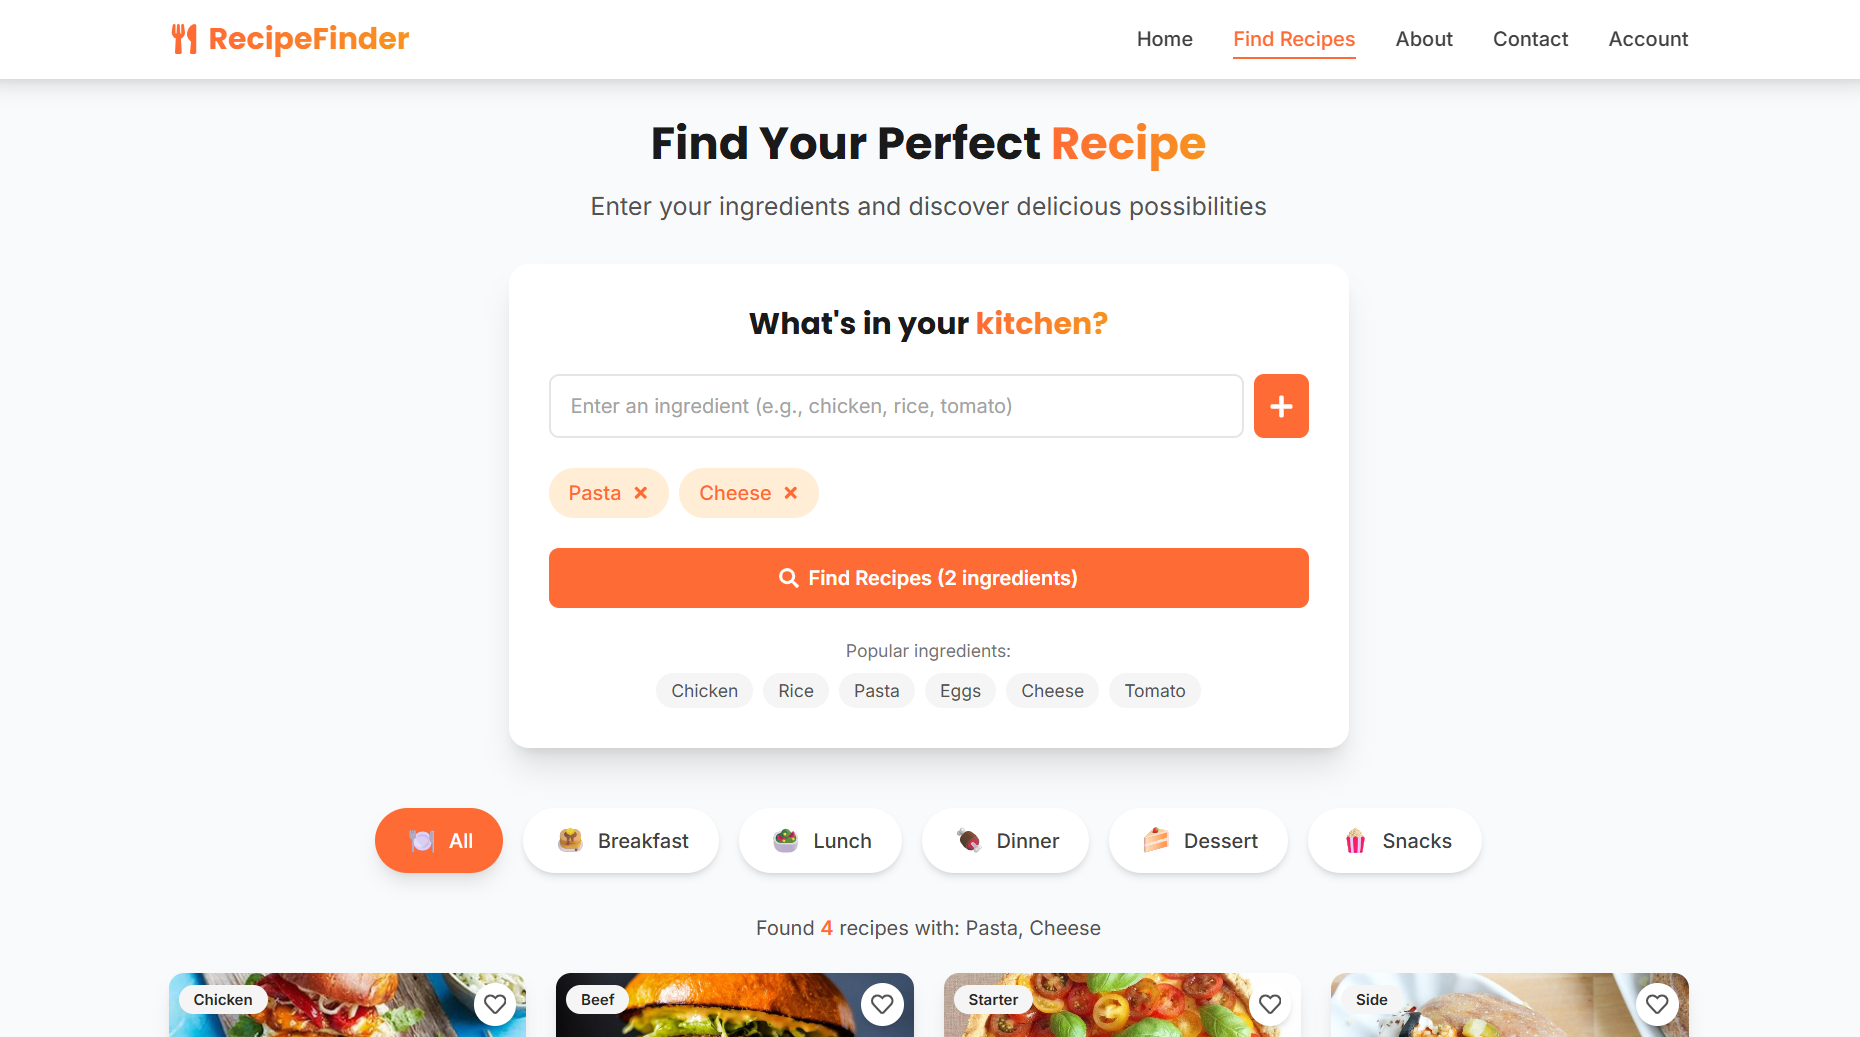 RecipeFinder
Home Find Recipes About Contact Account
Find Your Perfect Recipe
Enter your ingredients and discover delicious possibilities
What's in your kitchen?
Enter an ingredient (e.g., chicken, rice, tomato)
Pasta Cheese
Find Recipes (2 ingredients)
Popular ingredients:
Chicken Rice Pasta Eggs Cheese Tomato
All Breakfast Lunch Dinner Dessert Snacks
Found 4 recipes with: Pasta, Cheese
Chicken Beef Starter Side